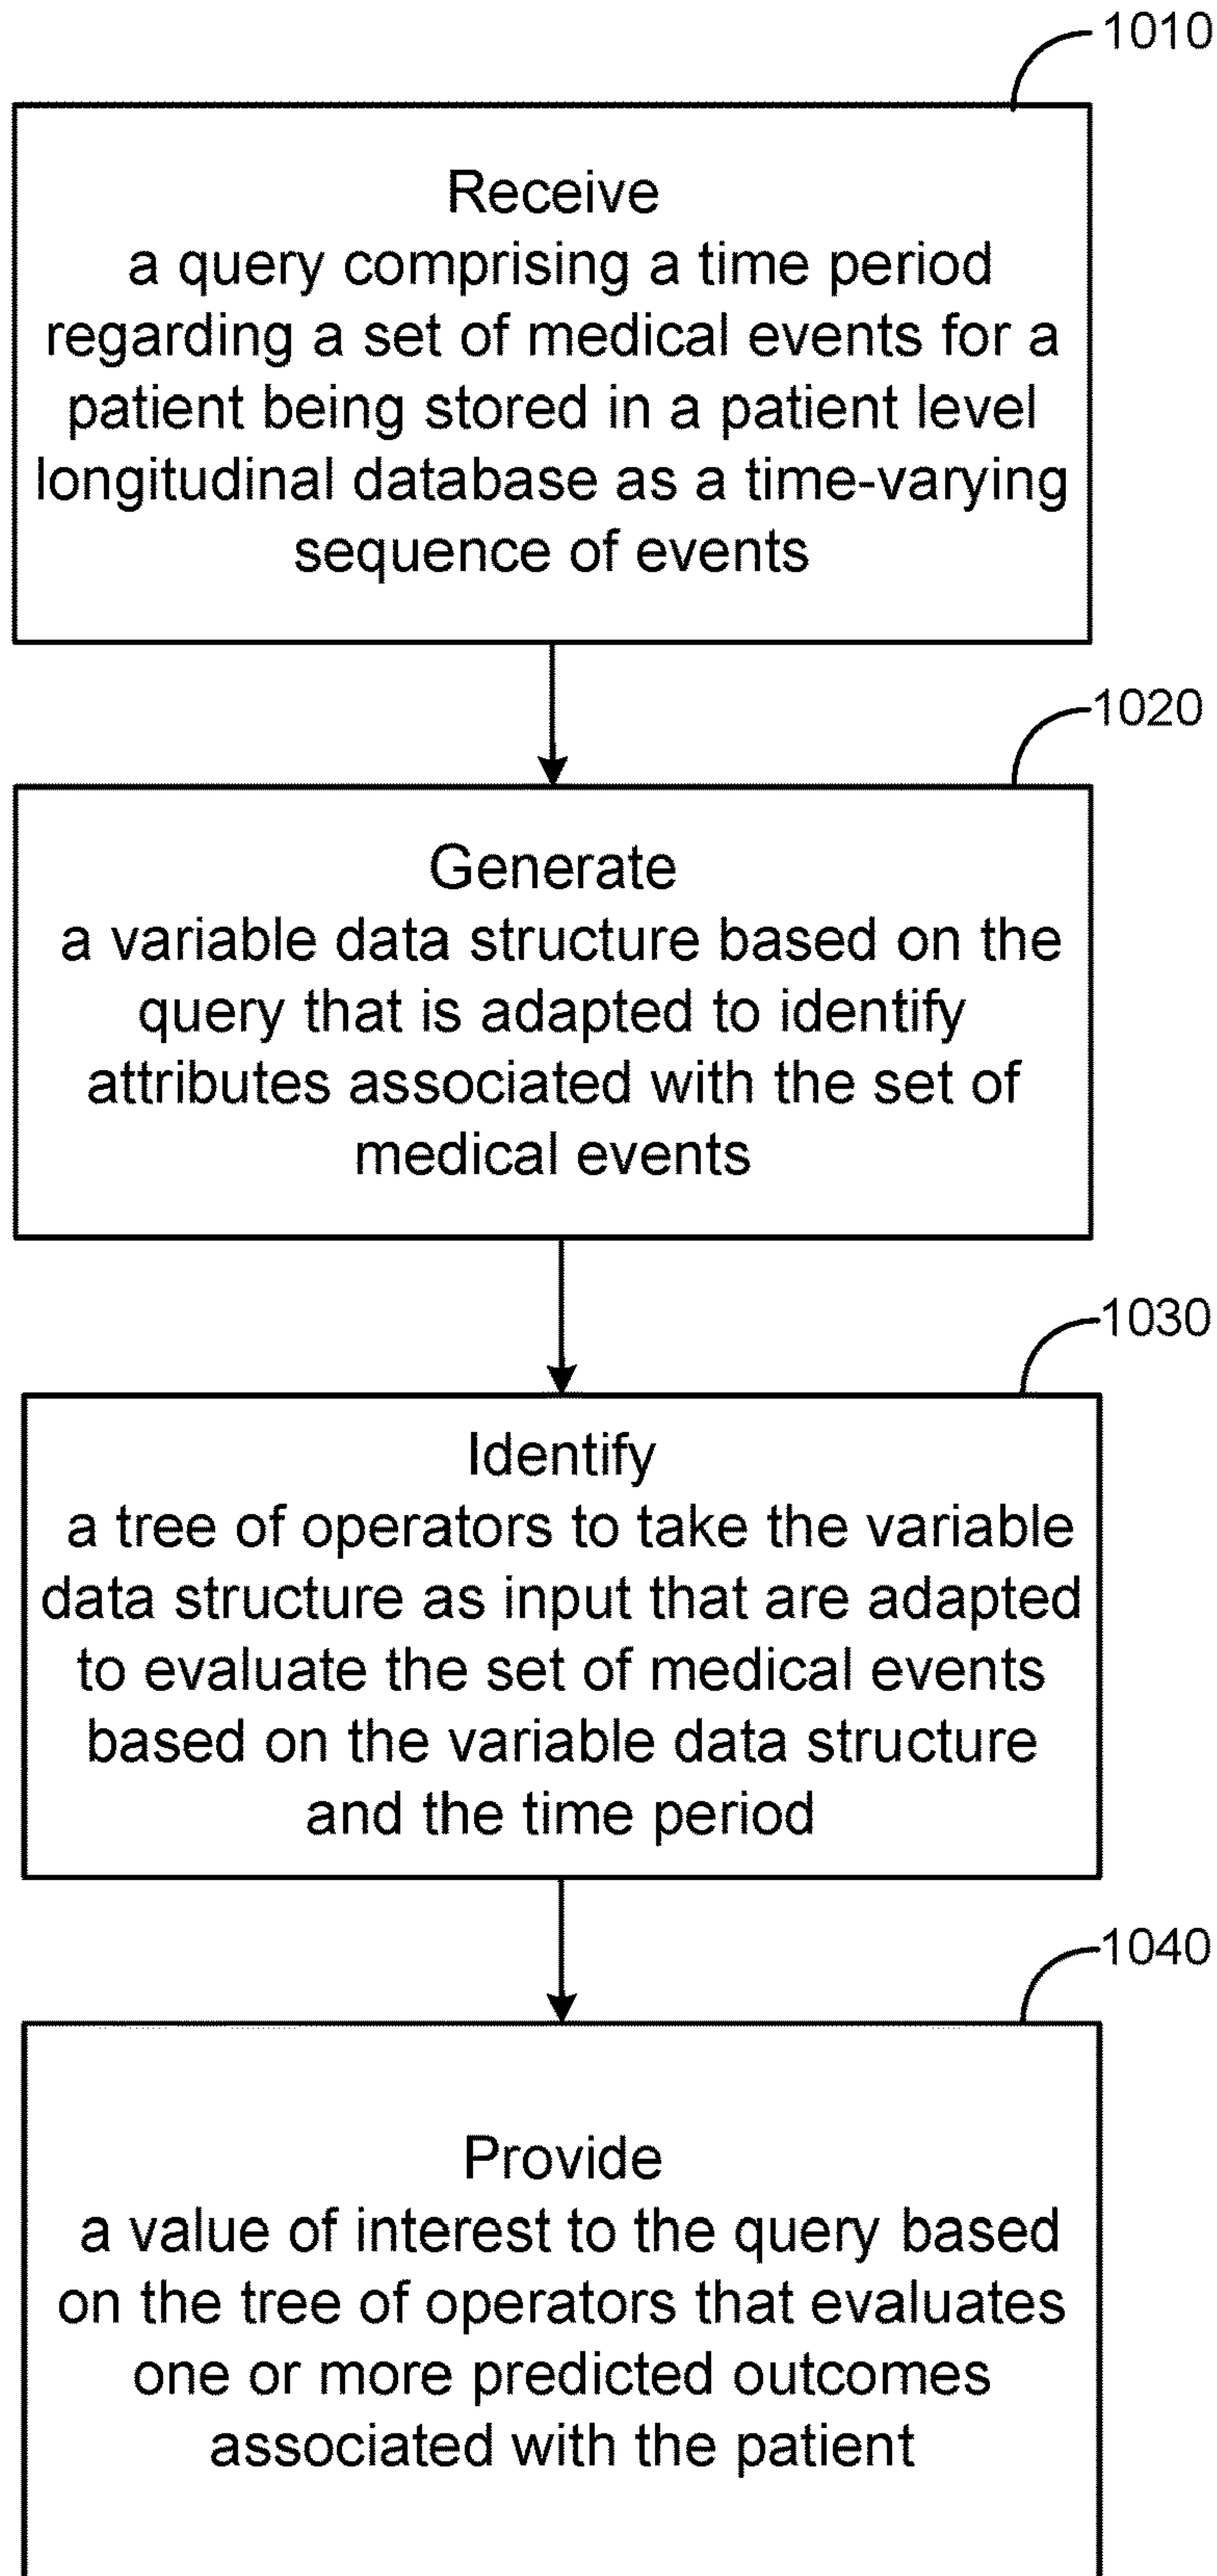 1010
Receive
a query comprising a time period
regarding a set of medical events for a
patient being stored in a patient level
longitudinal database as a time-varying
sequence of events
1020
Generate
a variable data structure based on the
query that is adapted to identify
attributes associated with the set of
medical events
1030
Identify
a tree of operators to take the variable
data structure as input that are adapted
to evaluate the set of medical events
based on the variable data structure
and the time period
1040
Provide
a value of interest to the query based
on the tree of operators that evaluates
one or more predicted outcomes
associated with the patient